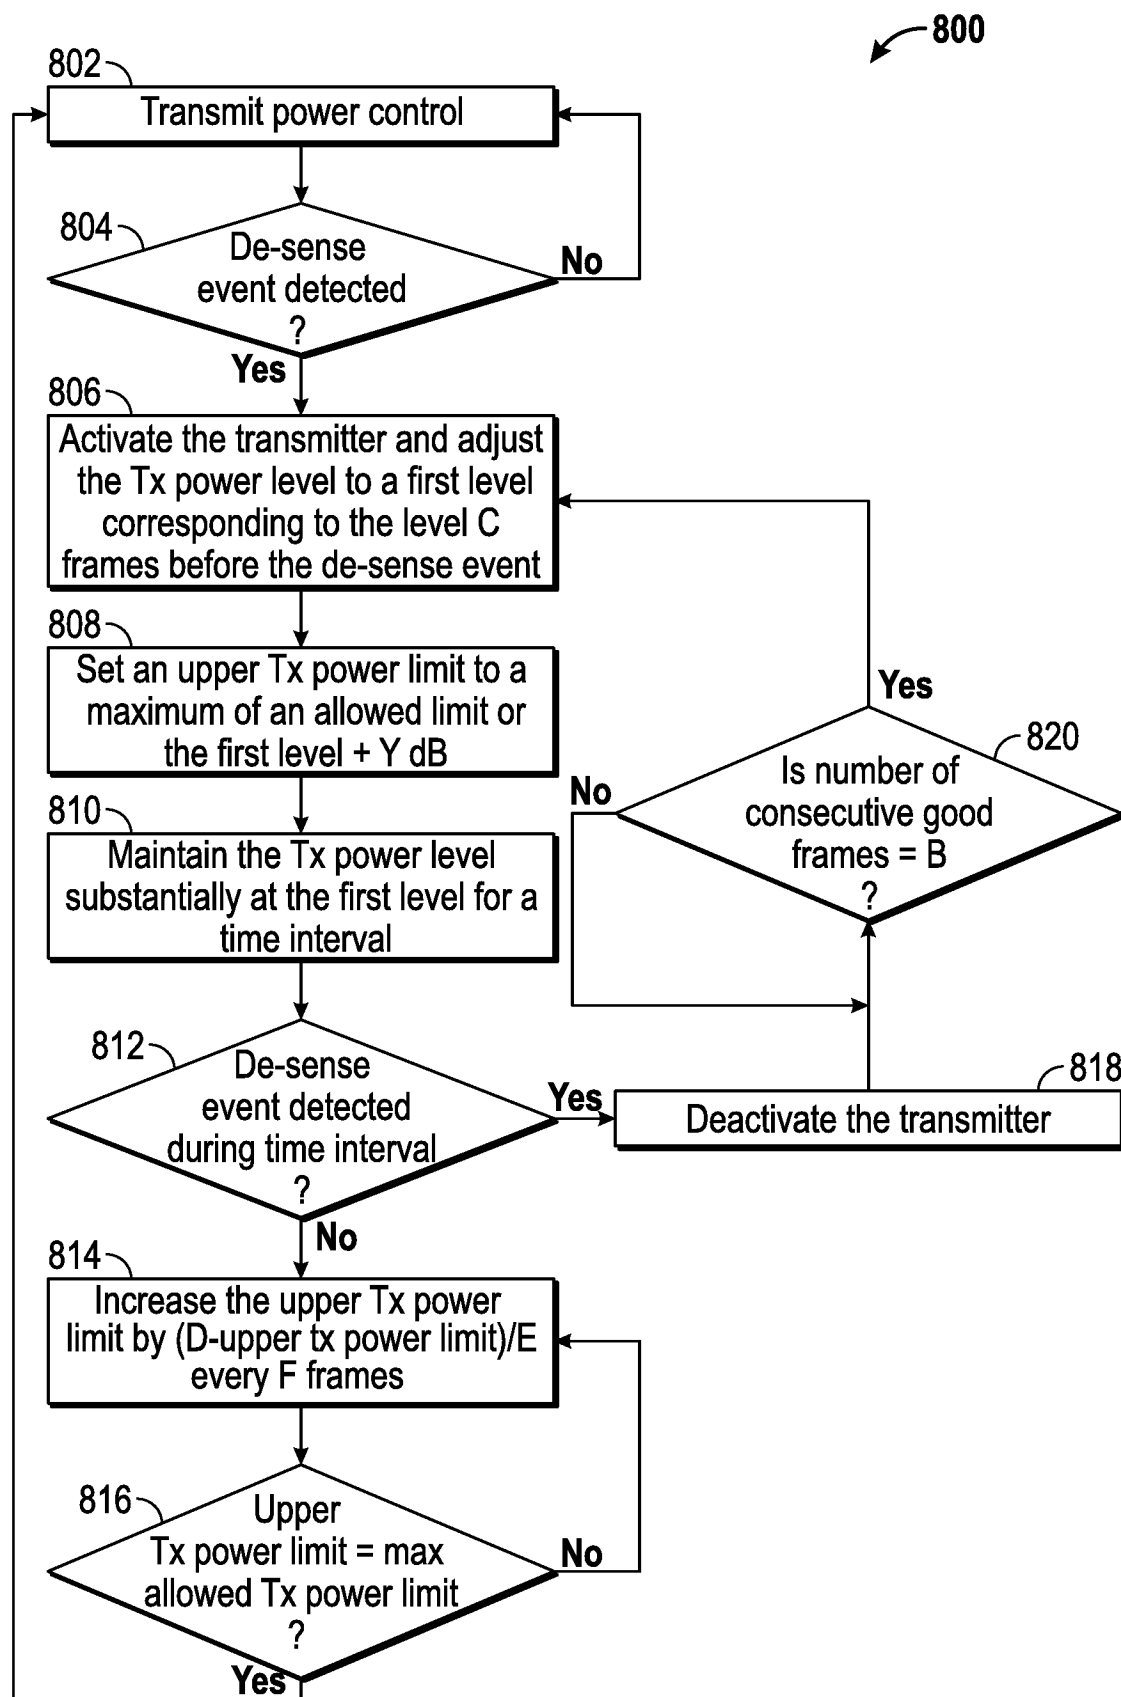 800
802
Transmit power control
804
De-sense
event detected
?
No
Yes
806
Activate the transmitter and adjust
the Tx power level to a first level
corresponding to the level C
frames before the de-sense event
808
Set an upper Tx power limit to a
maximum of an allowed limit or
the first level + Y dB
810
Maintain the Tx power level
substantially at the first level for a
time interval
812
De-sense
event detected
during time interval
?
Yes
No
818
Deactivate the transmitter
820
Is number of
consecutive good
frames = B
?
Yes
No
814
Increase the upper Tx power
limit by (D-upper tx power limit)/E
every F frames
816
Upper
Tx power limit = max
allowed Tx power limit
?
No
Yes